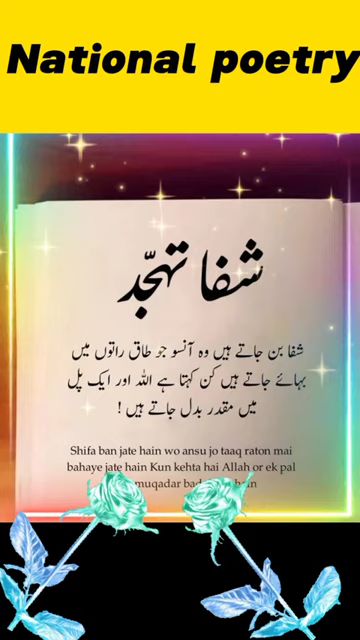 National poetry
شفا تہجّد
شفا بن جاتے ہیں وہ آنسو جو طاق راتوں میں
بہائے جاتے ہیں کن کہتا ہے اللہ اور ایک پل
میں مقدر بدل جاتے ہیں !
Shifa ban jate hain wo ansu jo taaq raton mai
bahaye jate hain Kun kehta hai Allah or ek pal
muqadar